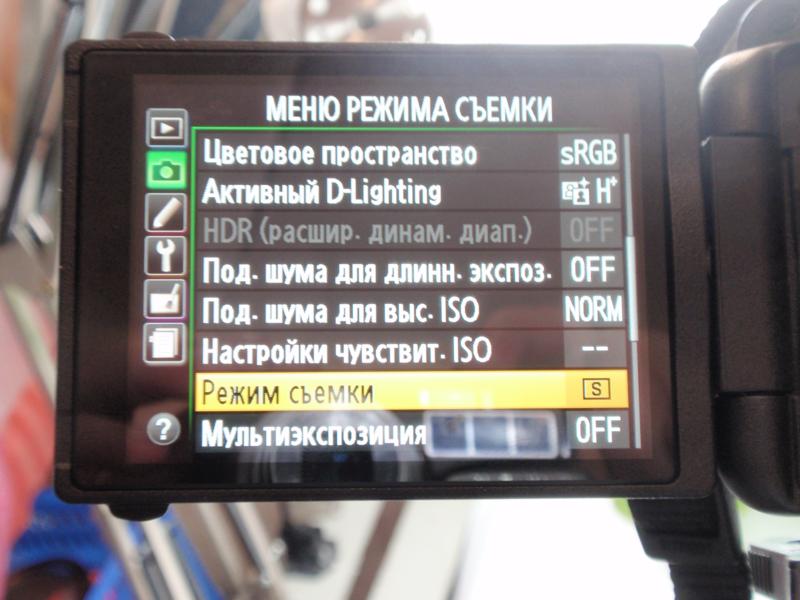 МЕНЮ РЕЖИМА СЪЕМКИ
Цветовое пространство sRGB
Активный D-Lighting H*
HDR (расшир. динам. диап.) OFF
Под. шума для длинн. экспоз. OFF
Под. шума для выс. ISO NORM
Настройки чувствит. ISO --
Режим съемки S
Мультиэкспозиция OFF
?